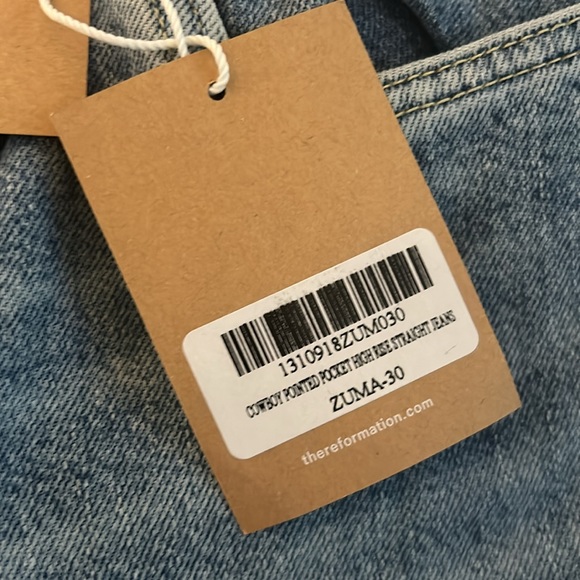 1310918ZUM030
COWBOY POINTED POCKET HIGH RISE STRAIGHT JEANS
ZUMA-30
thereformation.com